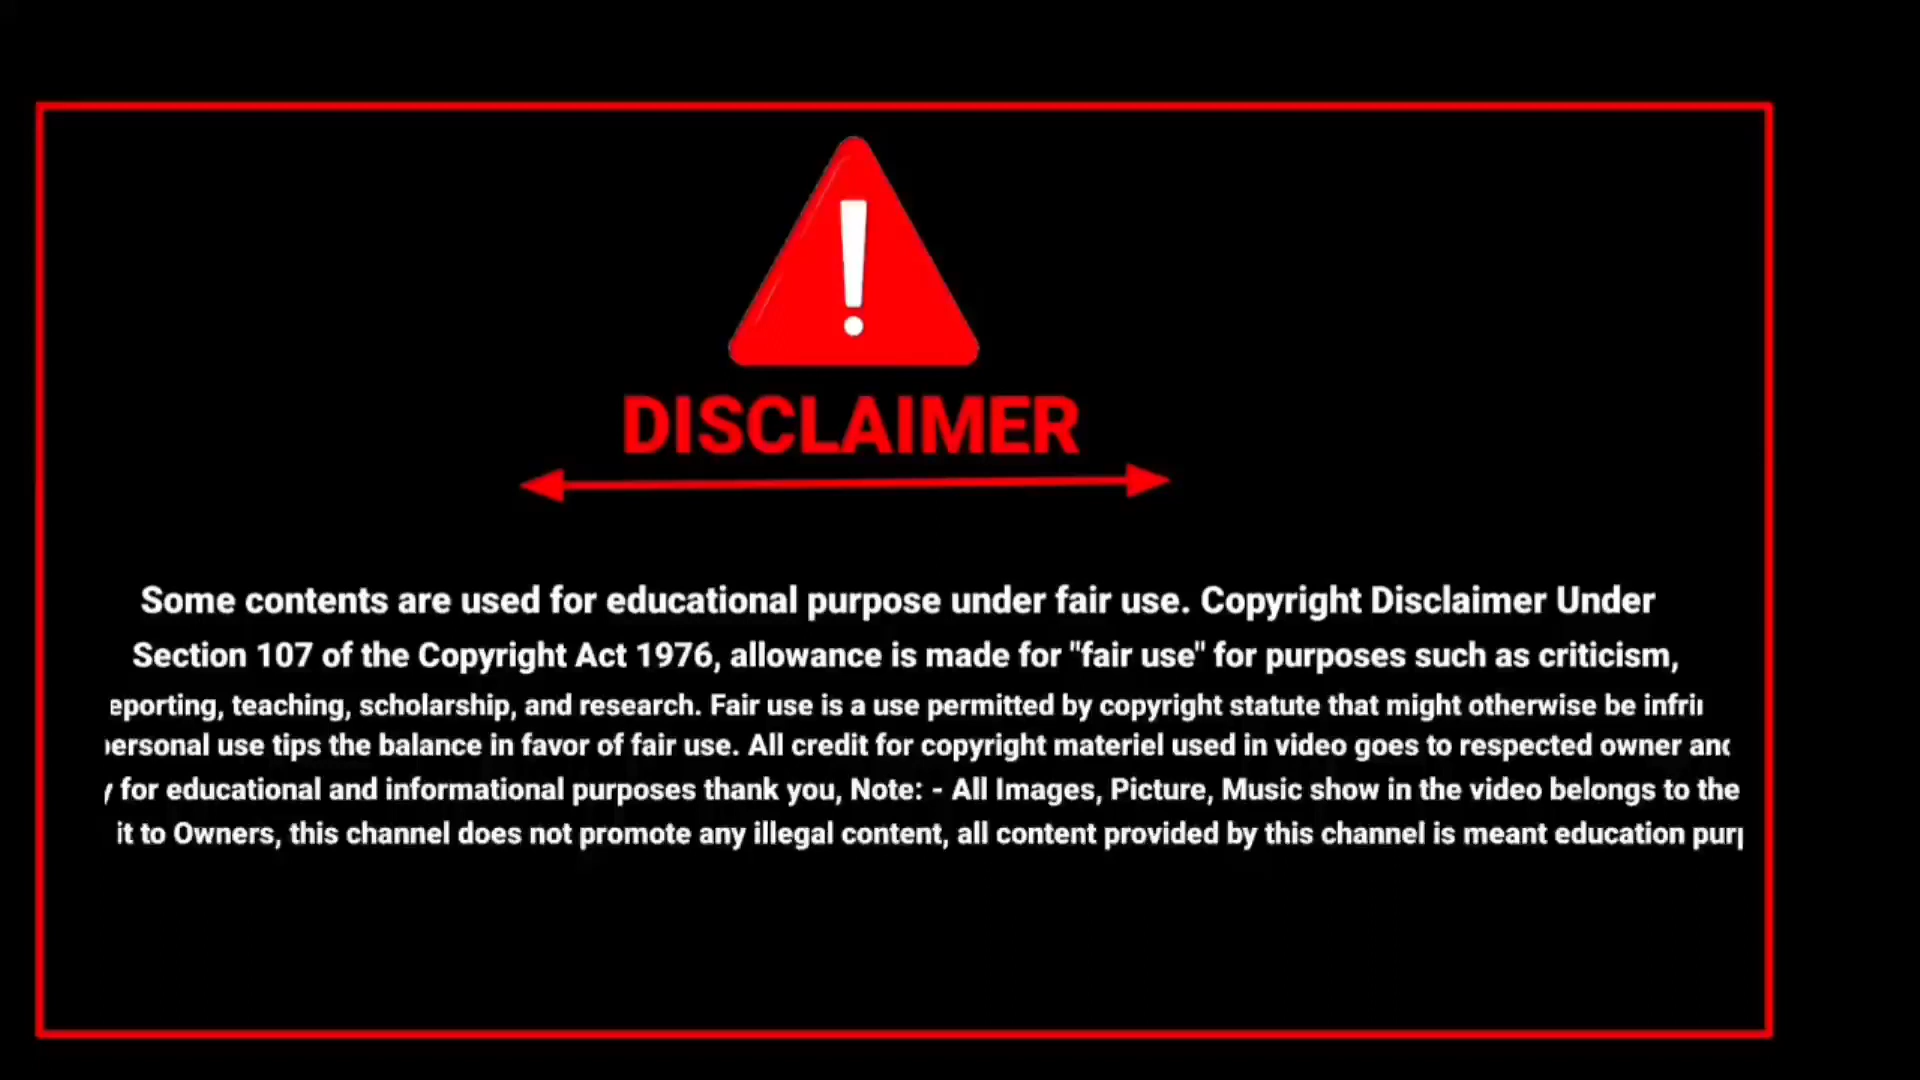 DISCLAIMER
Some contents are used for educational purpose under fair use. Copyright Disclaimer Under
Section 107 of the Copyright Act 1976, allowance is made for "fair use" for purposes such as criticism,
eporting, teaching, scholarship, and research. Fair use is a use permitted by copyright statute that might otherwise be
personal use tips the balance in favor of fair use. All credit for copyright materiel used in video goes to respected owner
for educational and informational purposes thank you, Note: - All Images, Picture, Music show in the video belongs to the
it to Owners, this channel does not promote any illegal content, all content provided by this channel is meant education